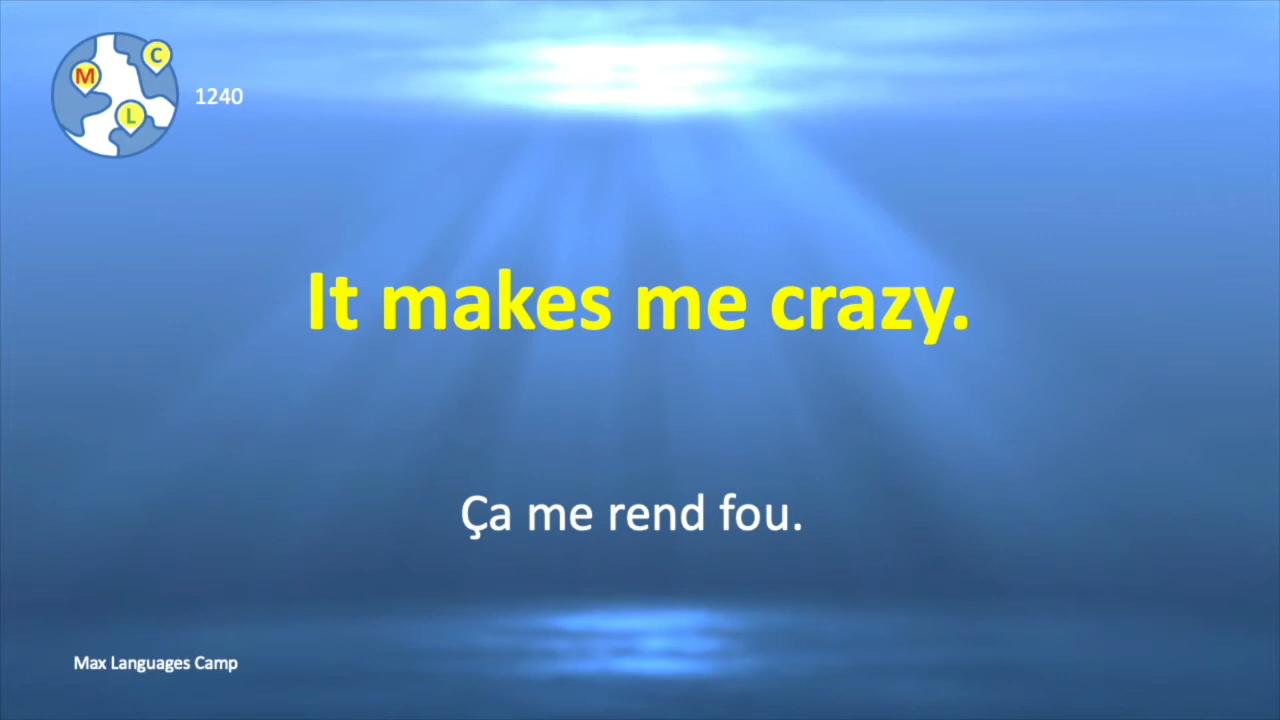 M
C
L
1240
It makes me crazy.
Ça me rend fou.
Max Languages Camp